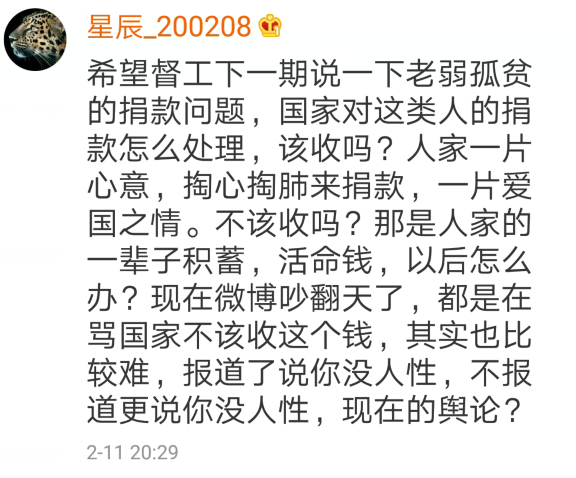 星辰_200208
希望督工下一期说一下老弱孤贫
的捐款问题，国家对这类人的捐
款怎么处理，该收吗？人家一片
心意，掏心掏肺来捐款，一片爱
国之情。不该收吗？那是人家的
一辈子积蓄，活命钱，以后怎么
办？现在微博吵翻天了，都是在
骂国家不该收这个钱，其实也比
较难，报道了说你没人性，不报
道更说你没人性，现在的舆论？
2-11 20:29